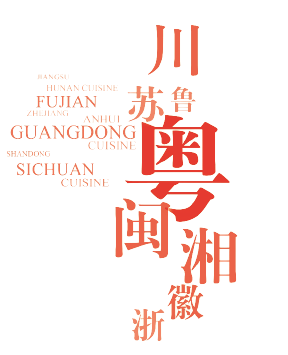 川
苏 鲁
JIANGSU
HUNAN CUISINE
FUJIAN
ZHEJIANG
ANHUI
GUANGDONG
CUISINE
SHANDONG
SICHUAN
CUISINE
粤
闽
湘
徽
浙